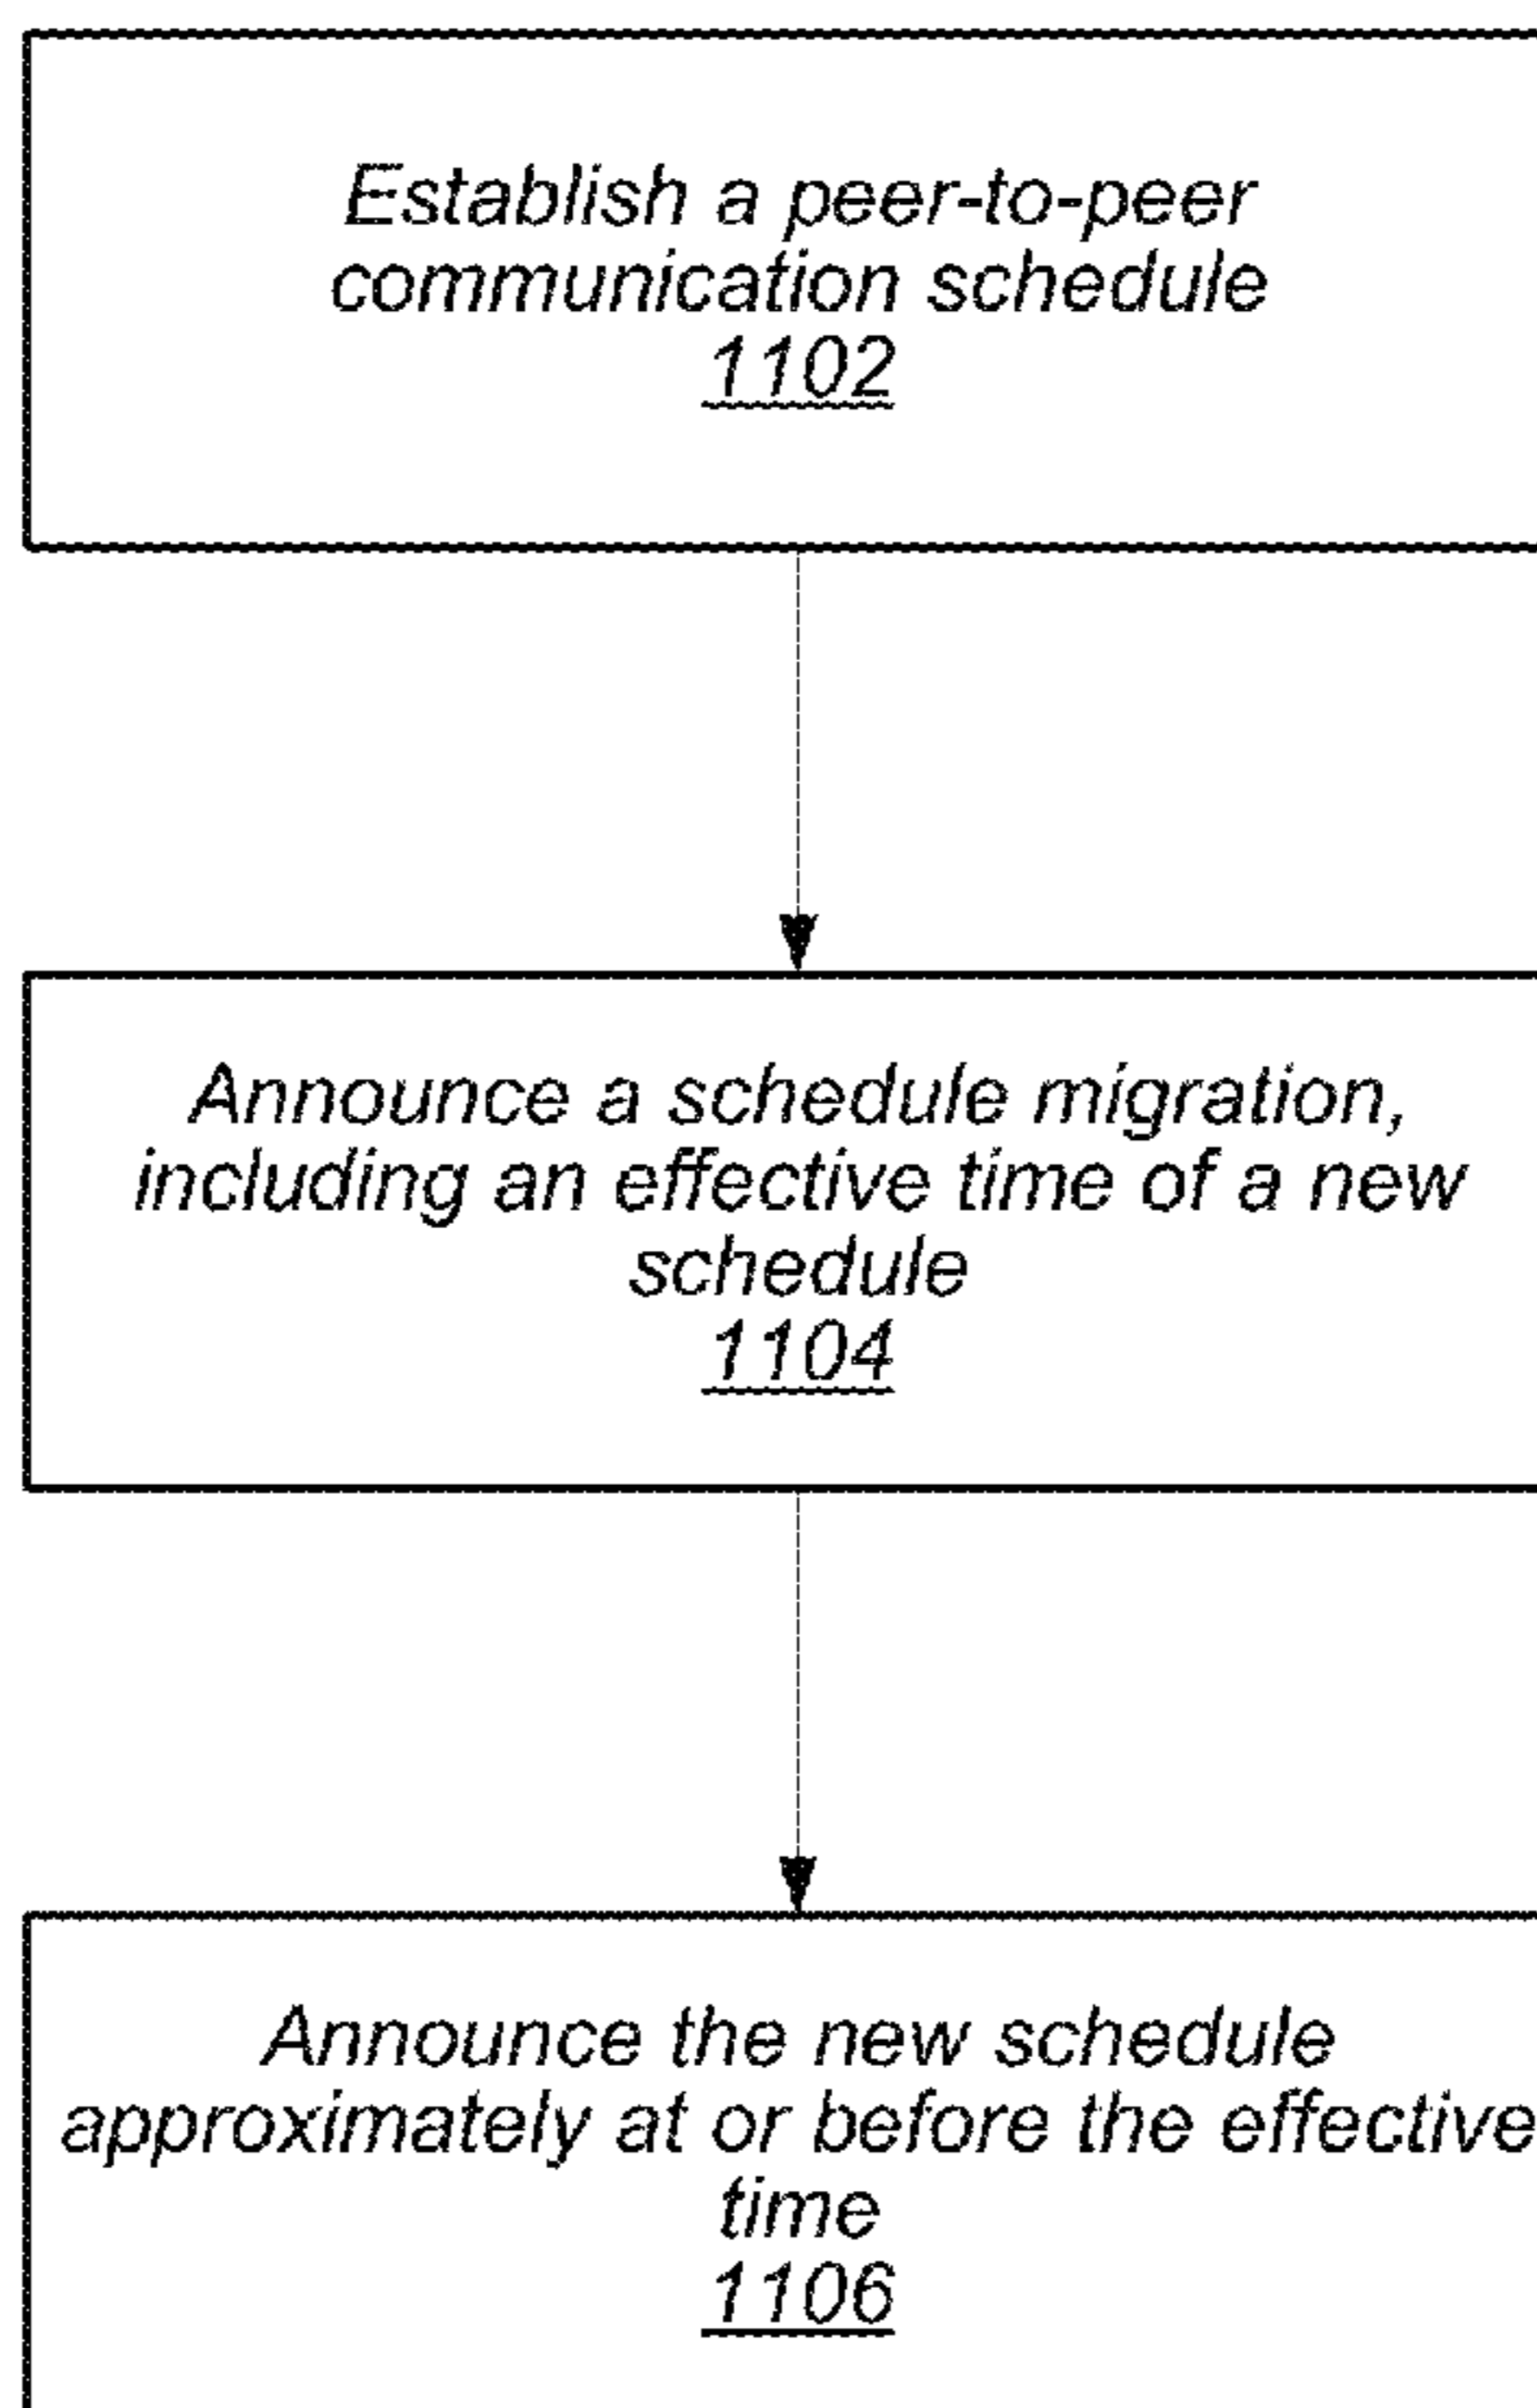 Establish a peer-to-peer
communication schedule
1102
Announce a schedule migration,
including an effective time of a new
schedule
1104
Announce the new schedule
approximately at or before the effective
time
1106